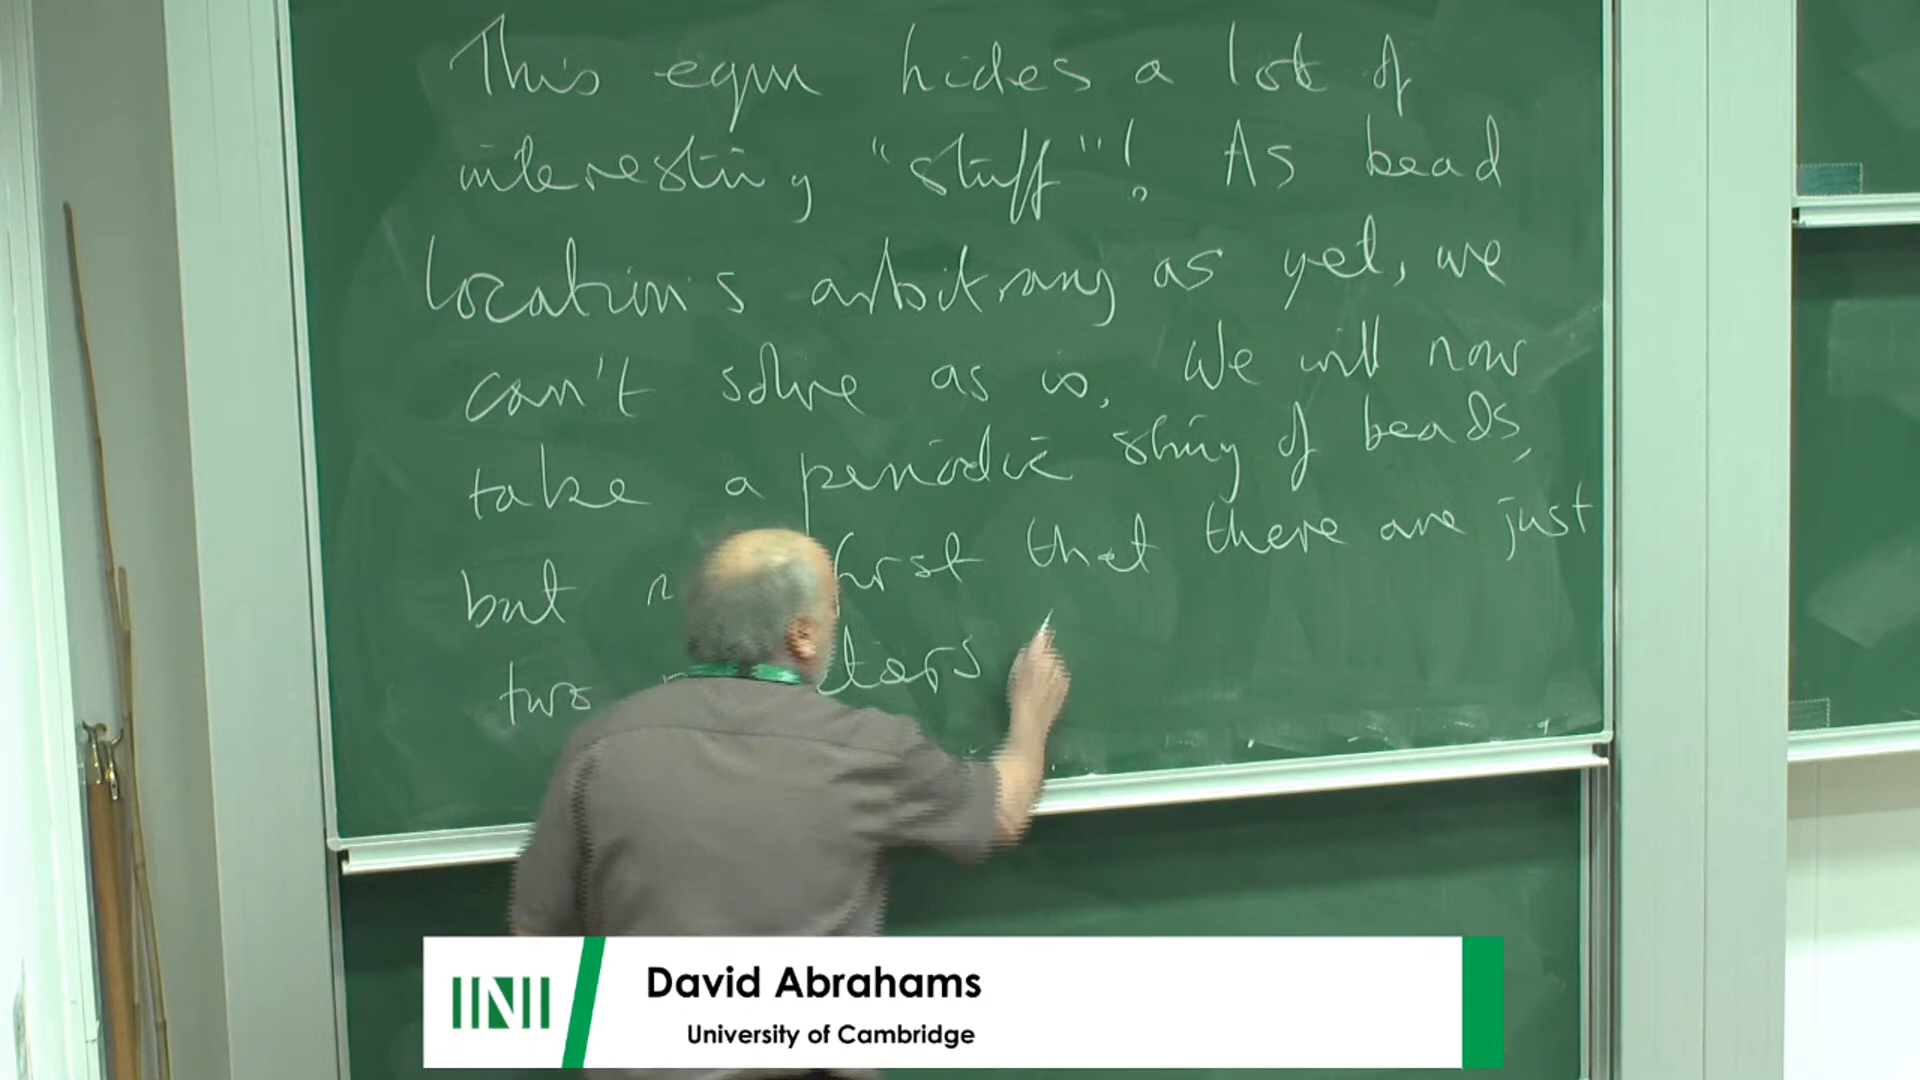 This eqn hides a lot of
interesting "stuff"! As bead
locations arbitrary as yet, we
can't solve as is. We will now
take a periodic string of beads,
but first that there are just
two
INI
David Abrahams
University of Cambridge